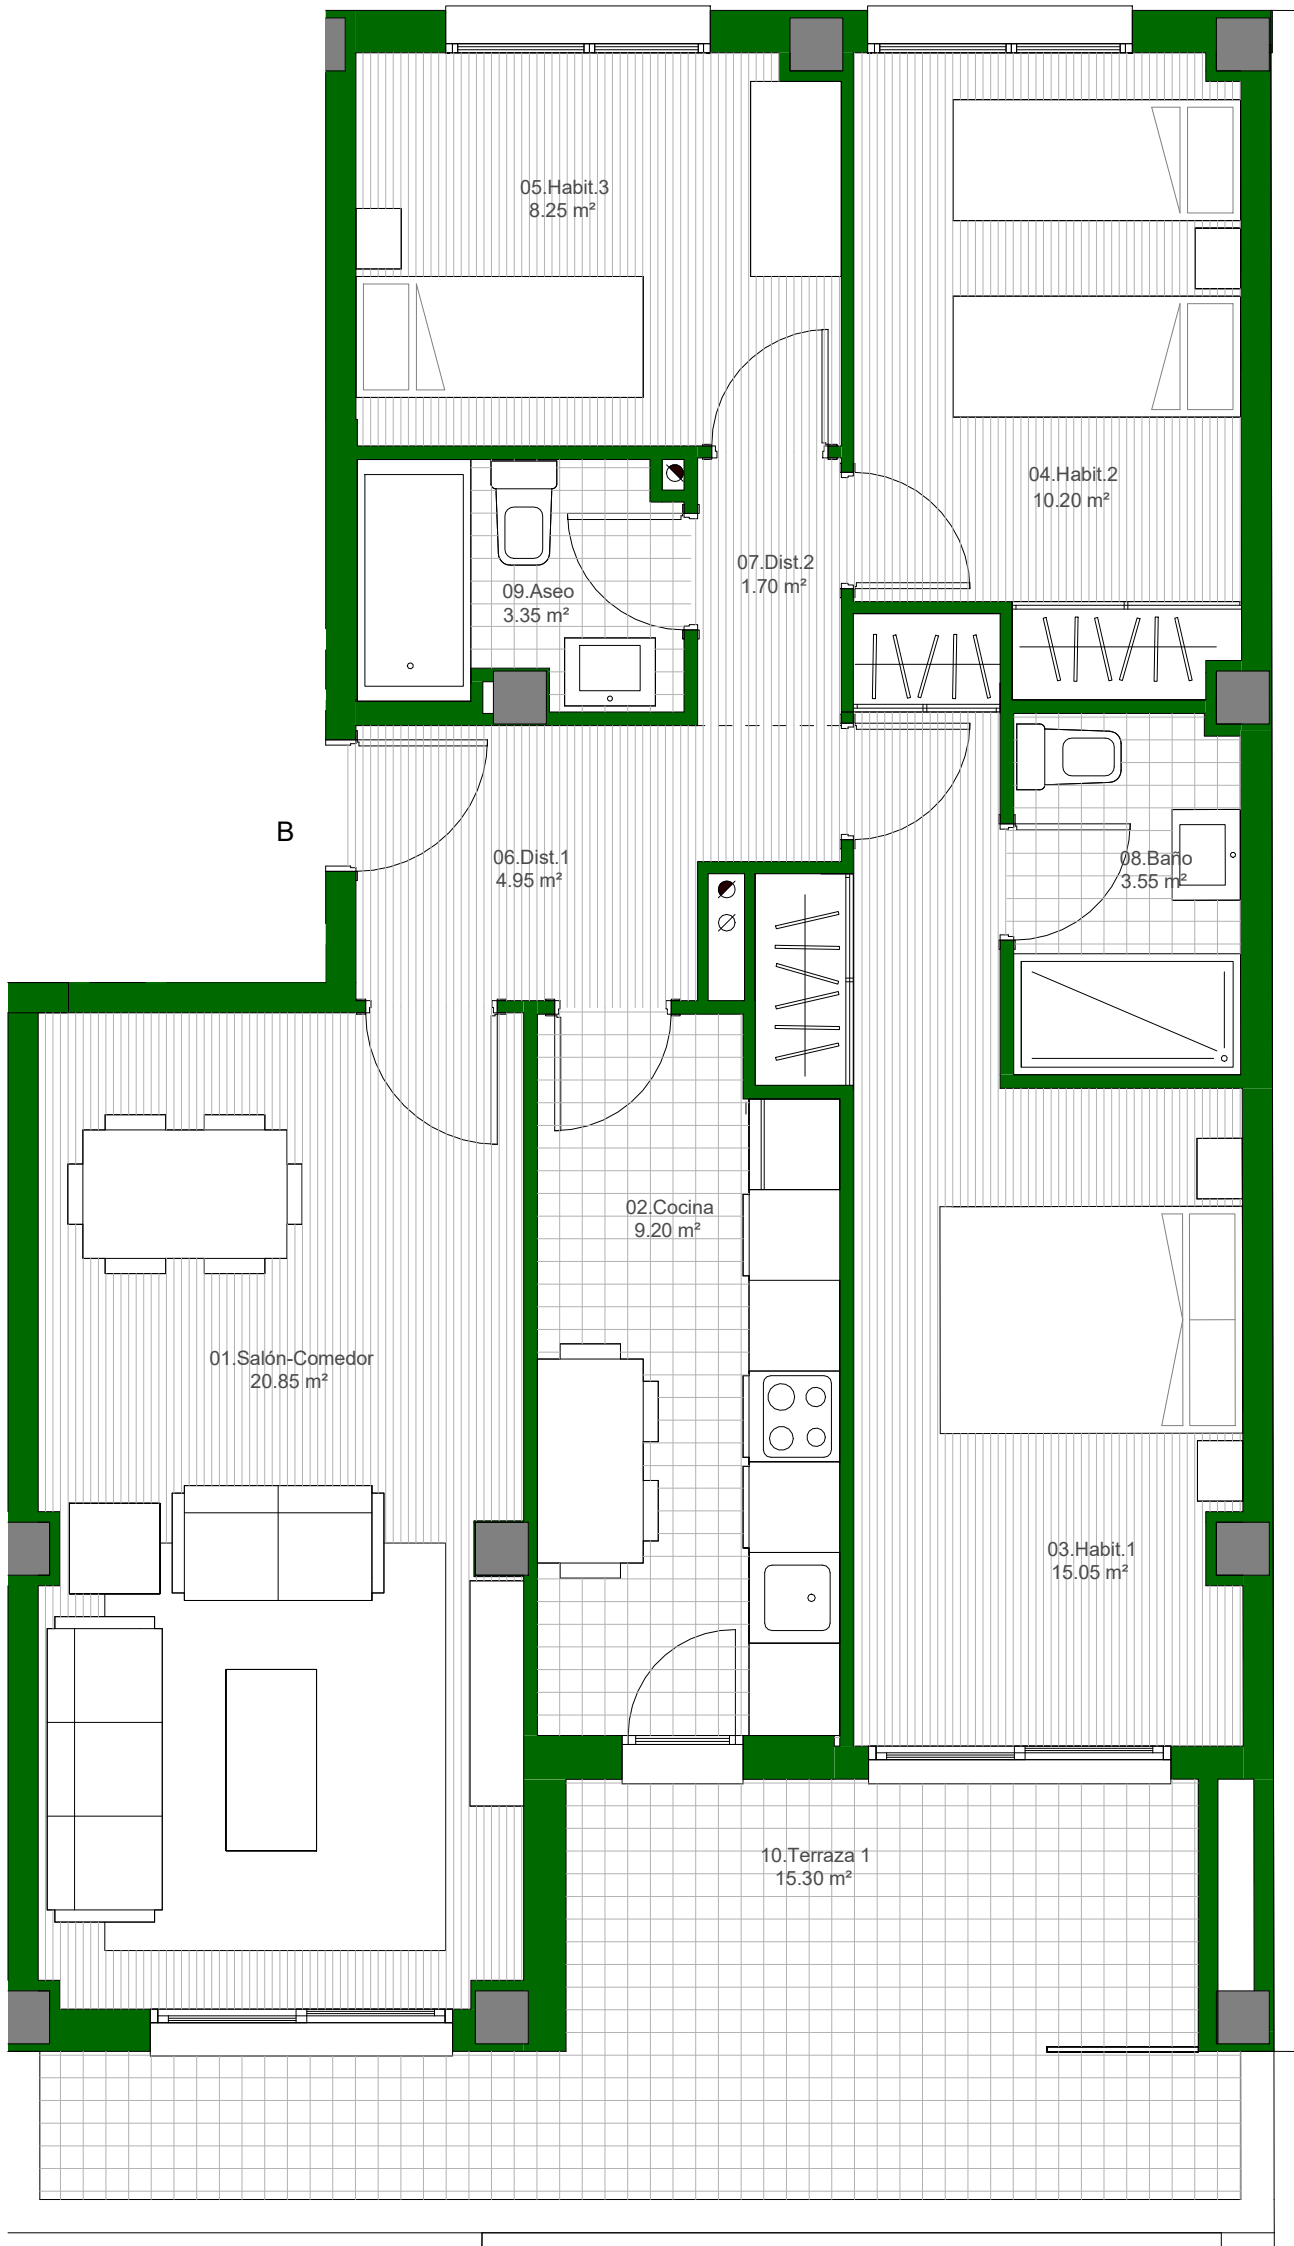 05.Habit.3
8.25 m²
04.Habit.2
10.20 m²
07.Dist.2
1.70 m²
09.Aseo
3.35 m²
B
06.Dist.1
4.95 m²
08.Baño
3.55 m²
02.Cocina
9.20 m²
01.Salón-Comedor
20.85 m²
03.Habit.1
15.05 m²
10.Terraza 1
15.30 m²